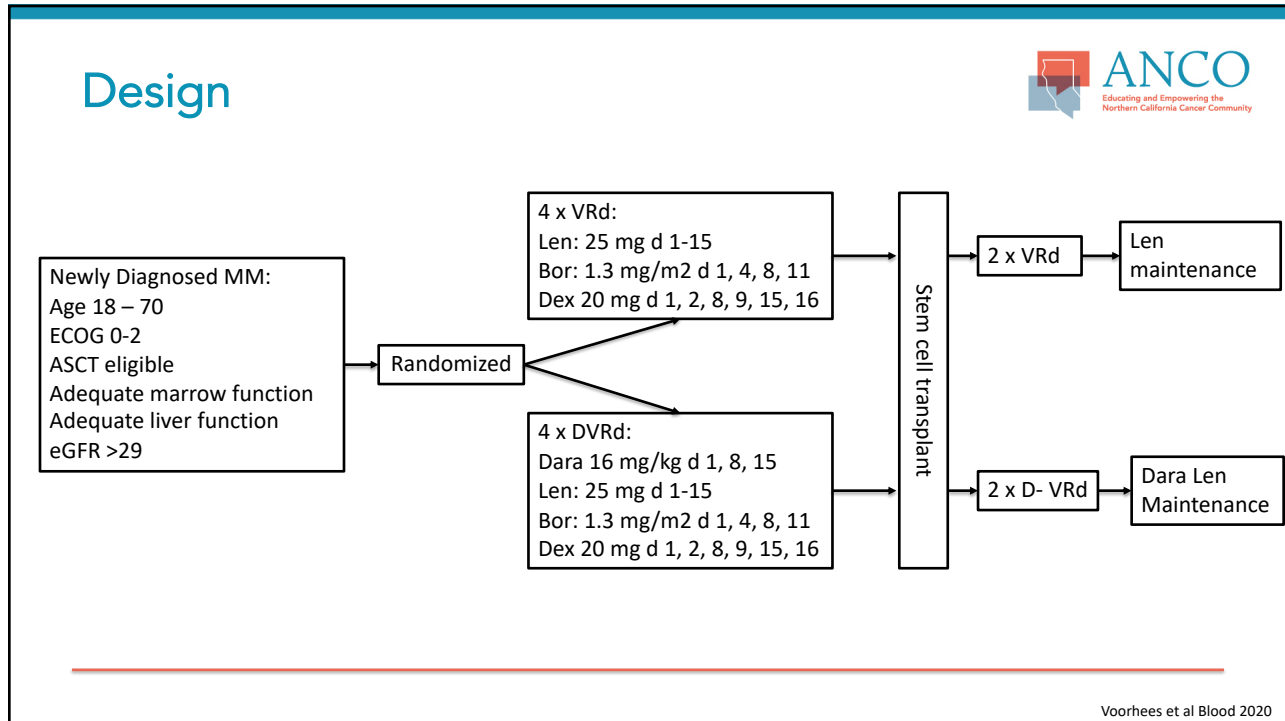 Design
ANCO
Educating and Empowering the
Northern California Cancer Community
Newly Diagnosed MM:
Age 18 – 70
ECOG 0-2
ASCT eligible
Adequate marrow function
Adequate liver function
eGFR >29
Randomized
4 x VRd:
Len: 25 mg d 1-15
Bor: 1.3 mg/m2 d 1, 4, 8, 11
Dex 20 mg d 1, 2, 8, 9, 15, 16
4 x DVRd:
Dara 16 mg/kg d 1, 8, 15
Len: 25 mg d 1-15
Bor: 1.3 mg/m2 d 1, 4, 8, 11
Dex 20 mg d 1, 2, 8, 9, 15, 16
Stem cell transplant
2 x VRd
Len
maintenance
2 x D- VRd
Dara Len
Maintenance
Voorhees et al Blood 2020